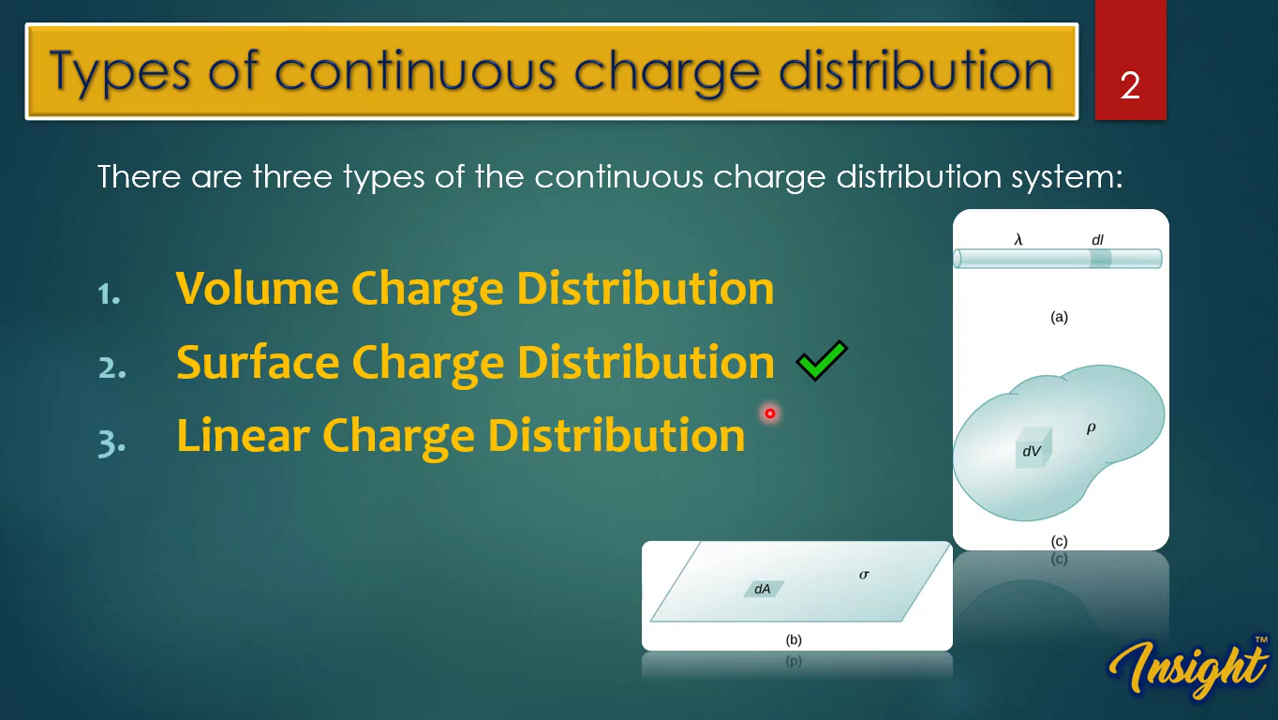 Types of continuous charge distribution
2
There are three types of the continuous charge distribution system:
1. Volume Charge Distribution
2. Surface Charge Distribution
3. Linear Charge Distribution
λ dl
(a)
ρ
dV
(c)
(c)
σ
dA
(b)
(b)
Insight™